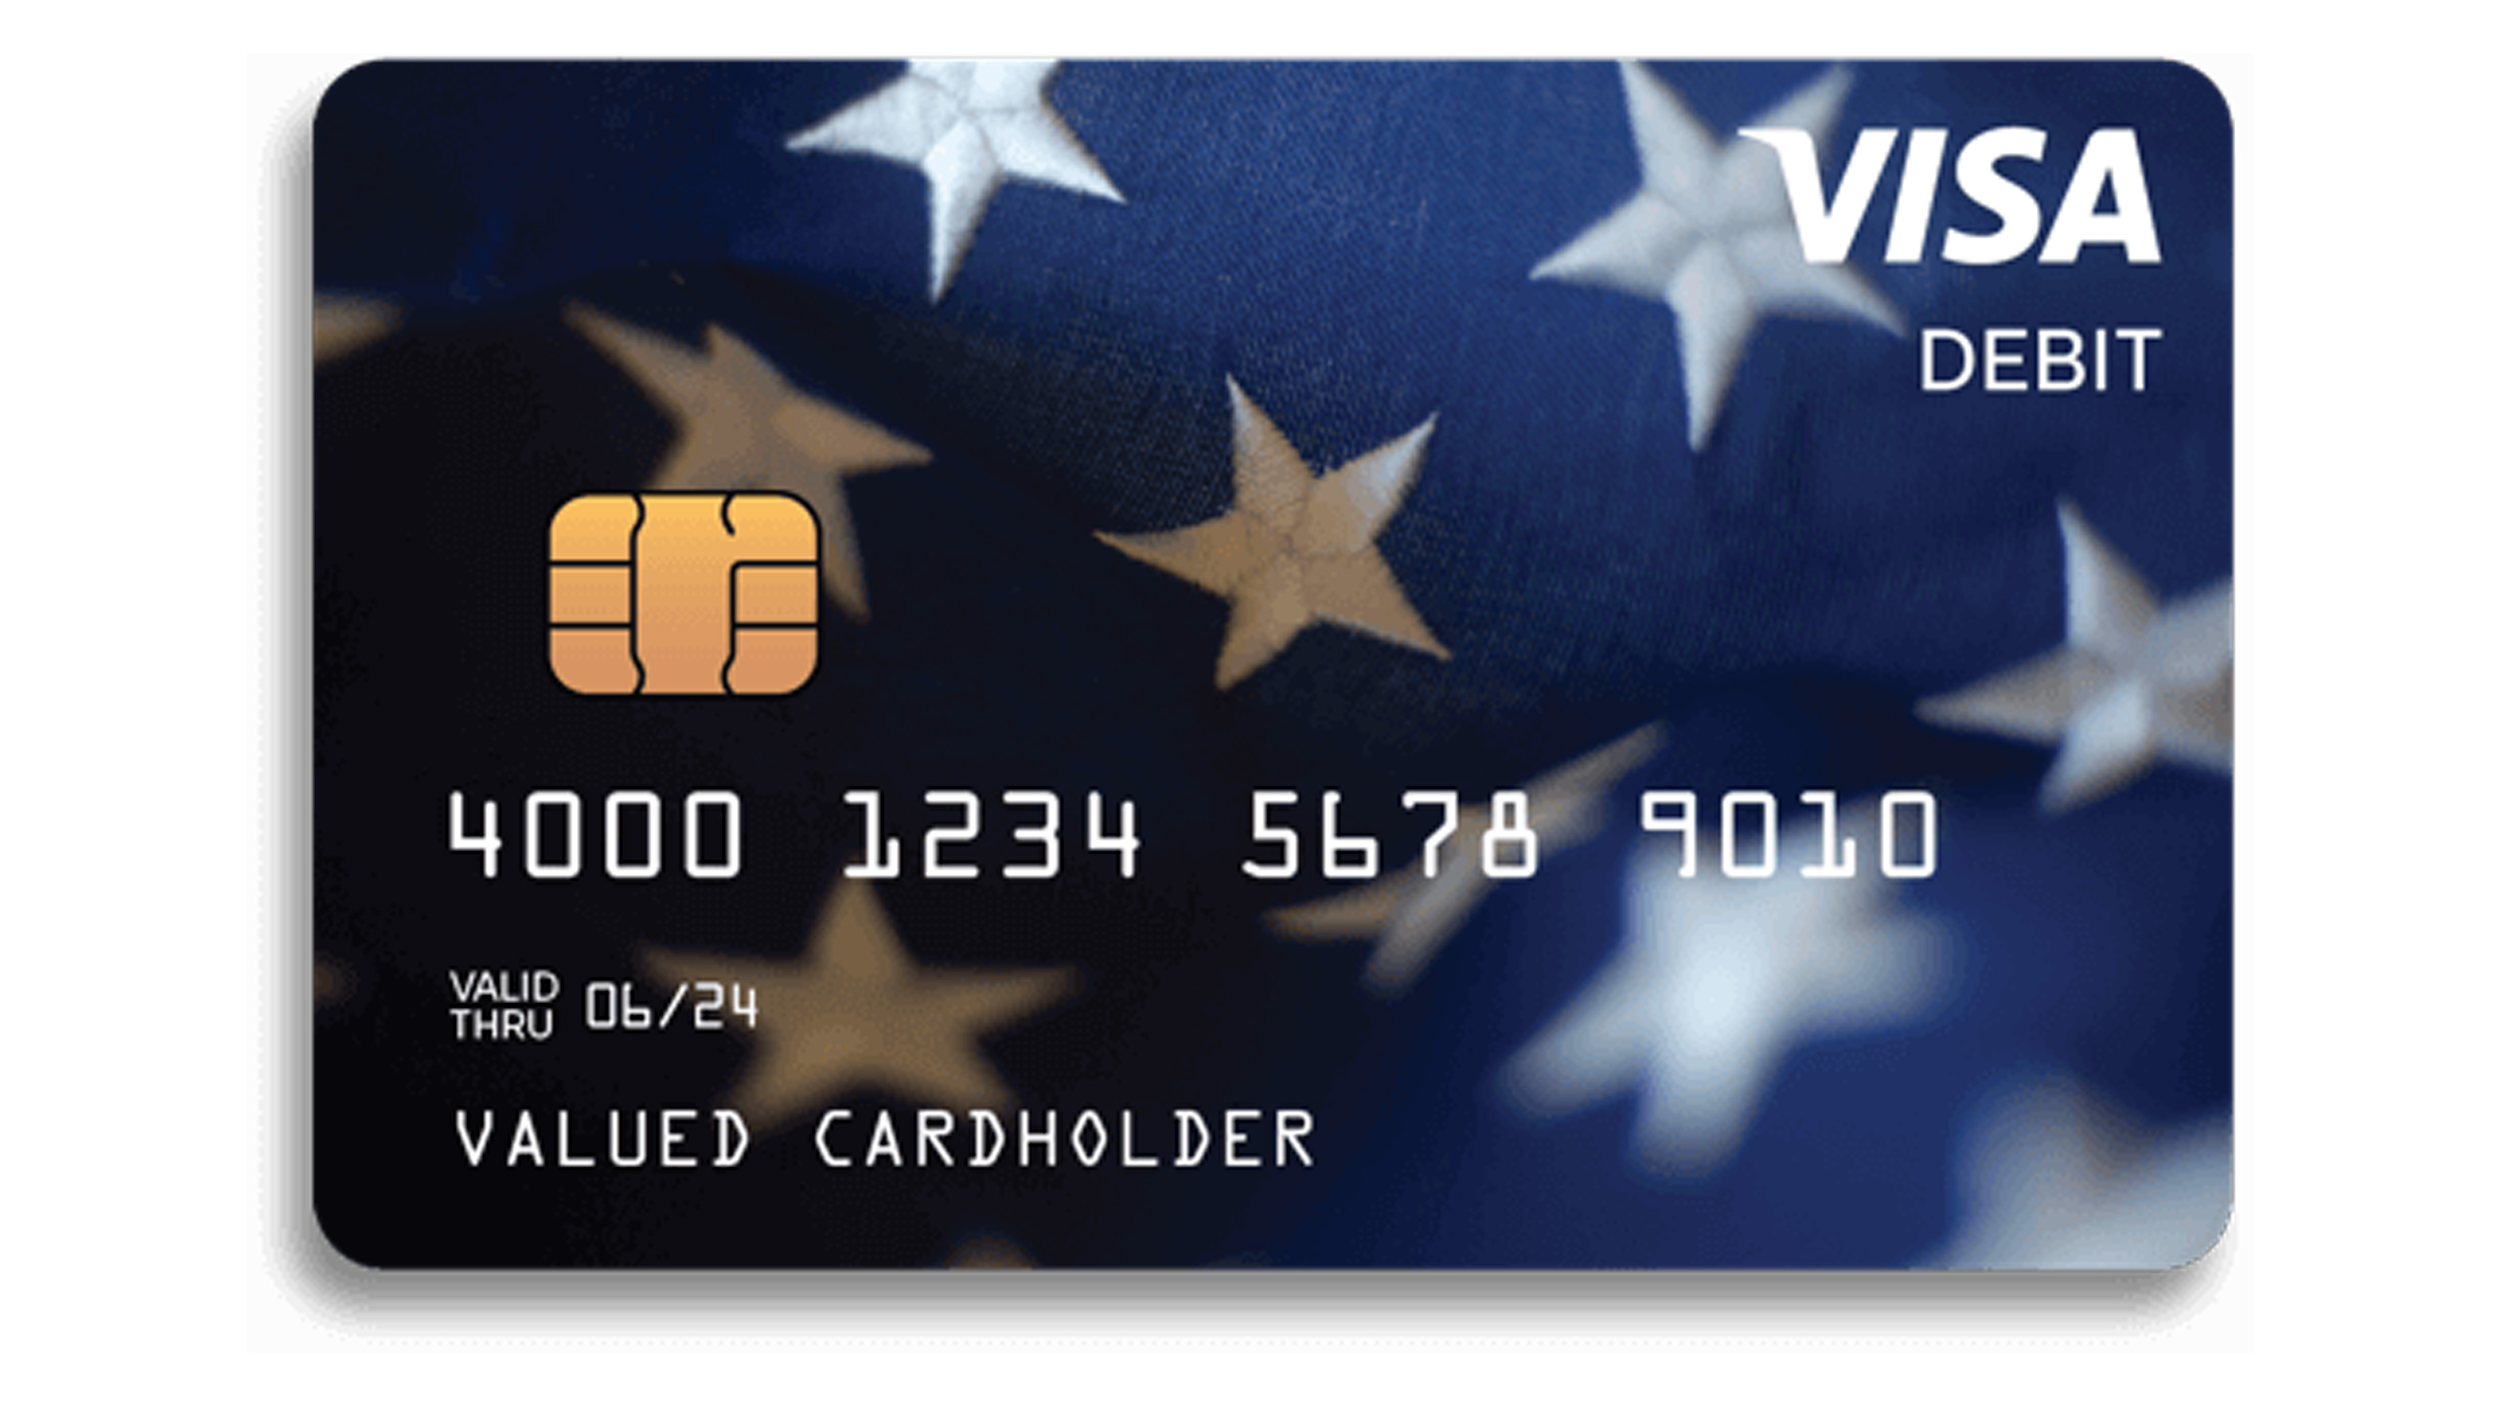 VISA
DEBIT
4000 1234 5678 9010
VALID
THRU 06/24
VALUED CARDHOLDER